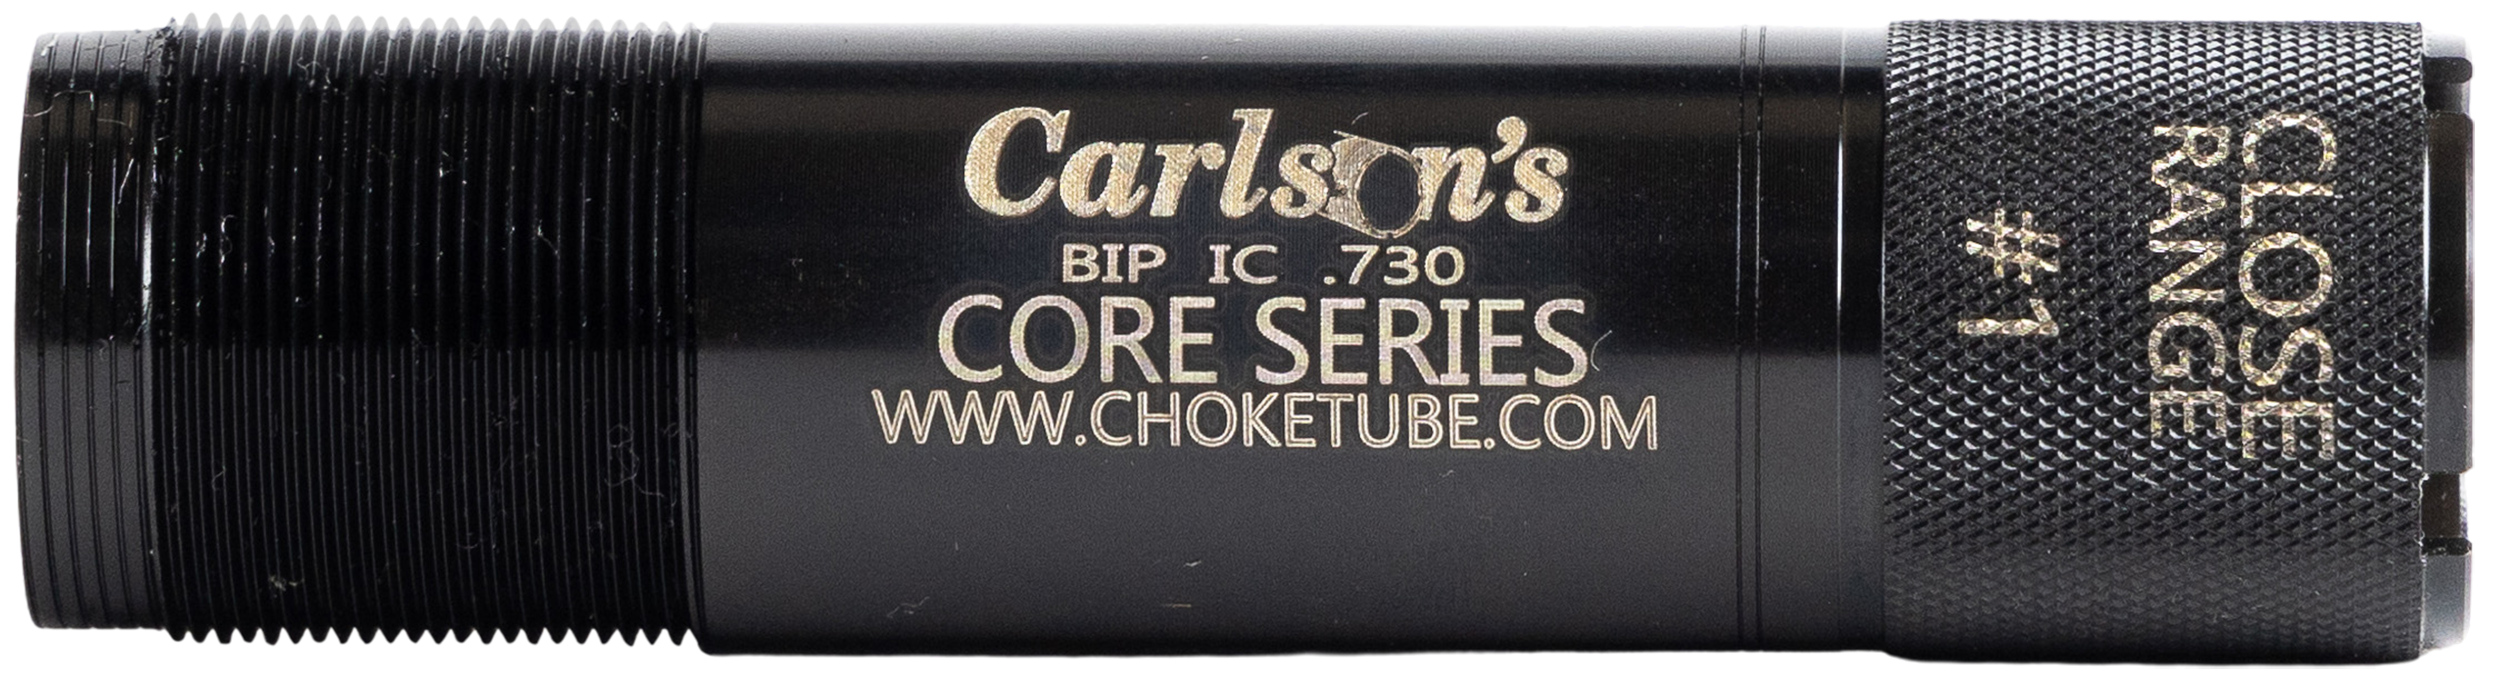 Carlson's
BIP IC .730
CORE SERIES
WWW.CHOKETUBE.COM
CLOSE
RANGE
#1